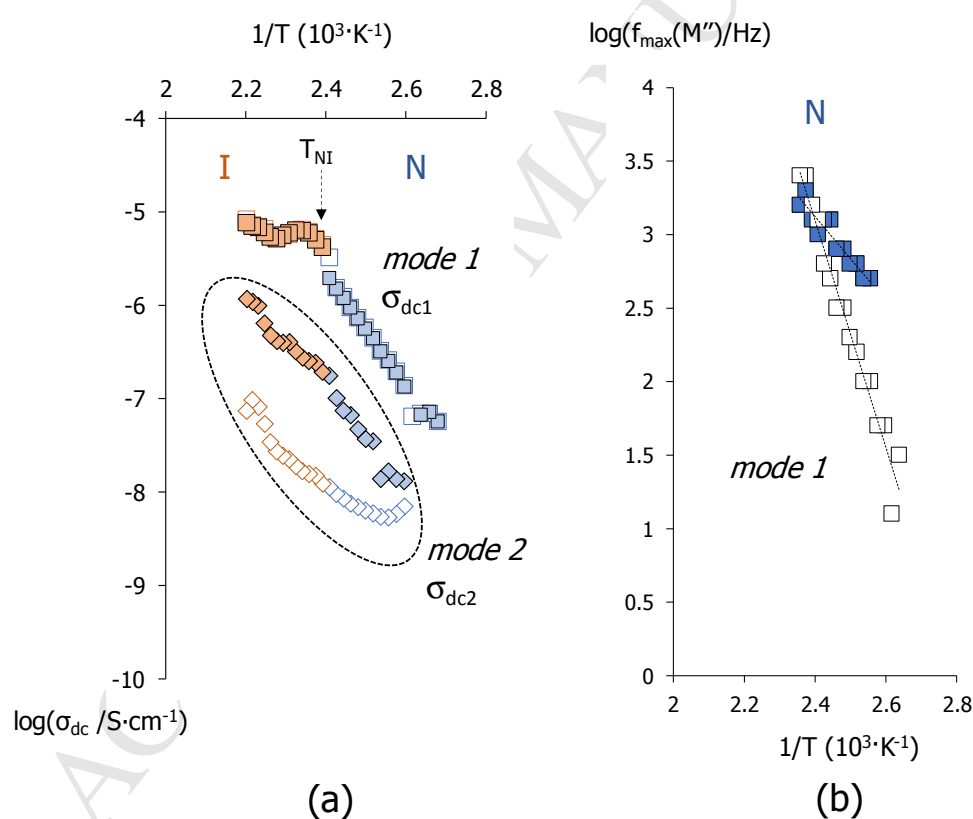 1/T (10³·K⁻¹)
2 2.2 2.4 2.6 2.8
-4
-5
-6
-7
-8
-9
-10
I
T_NI
N
mode 1
σ_dc1
mode 2
σ_dc2
log(σ_dc /S·cm⁻¹)
(a)
log(f_max(M″)/Hz)
4
3.5
3
2.5
2
1.5
1
0.5
0
N
mode 1
2 2.2 2.4 2.6 2.8
1/T (10³·K⁻¹)
(b)